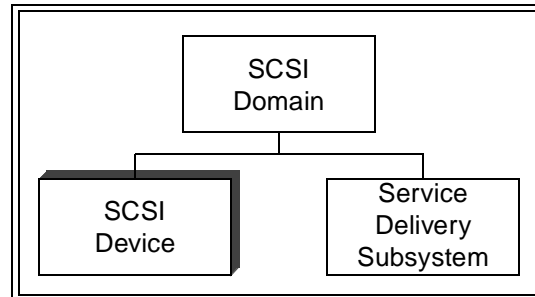 SCSI
Domain
SCSI
Device
Service
Delivery
Subsystem